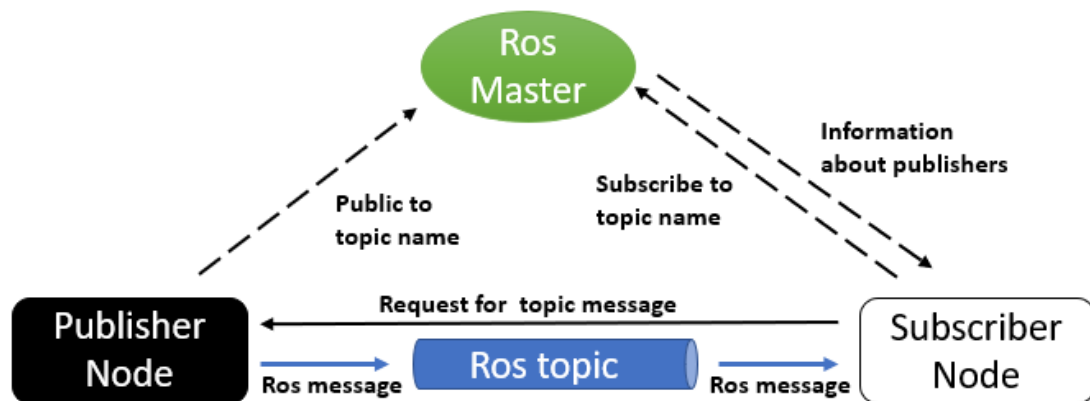 Ros
Master
Information
about publishers
Subscribe to
topic name
Public to
topic name
Request for topic message
Publisher
Node
Ros message
Ros topic
Ros message
Subscriber
Node